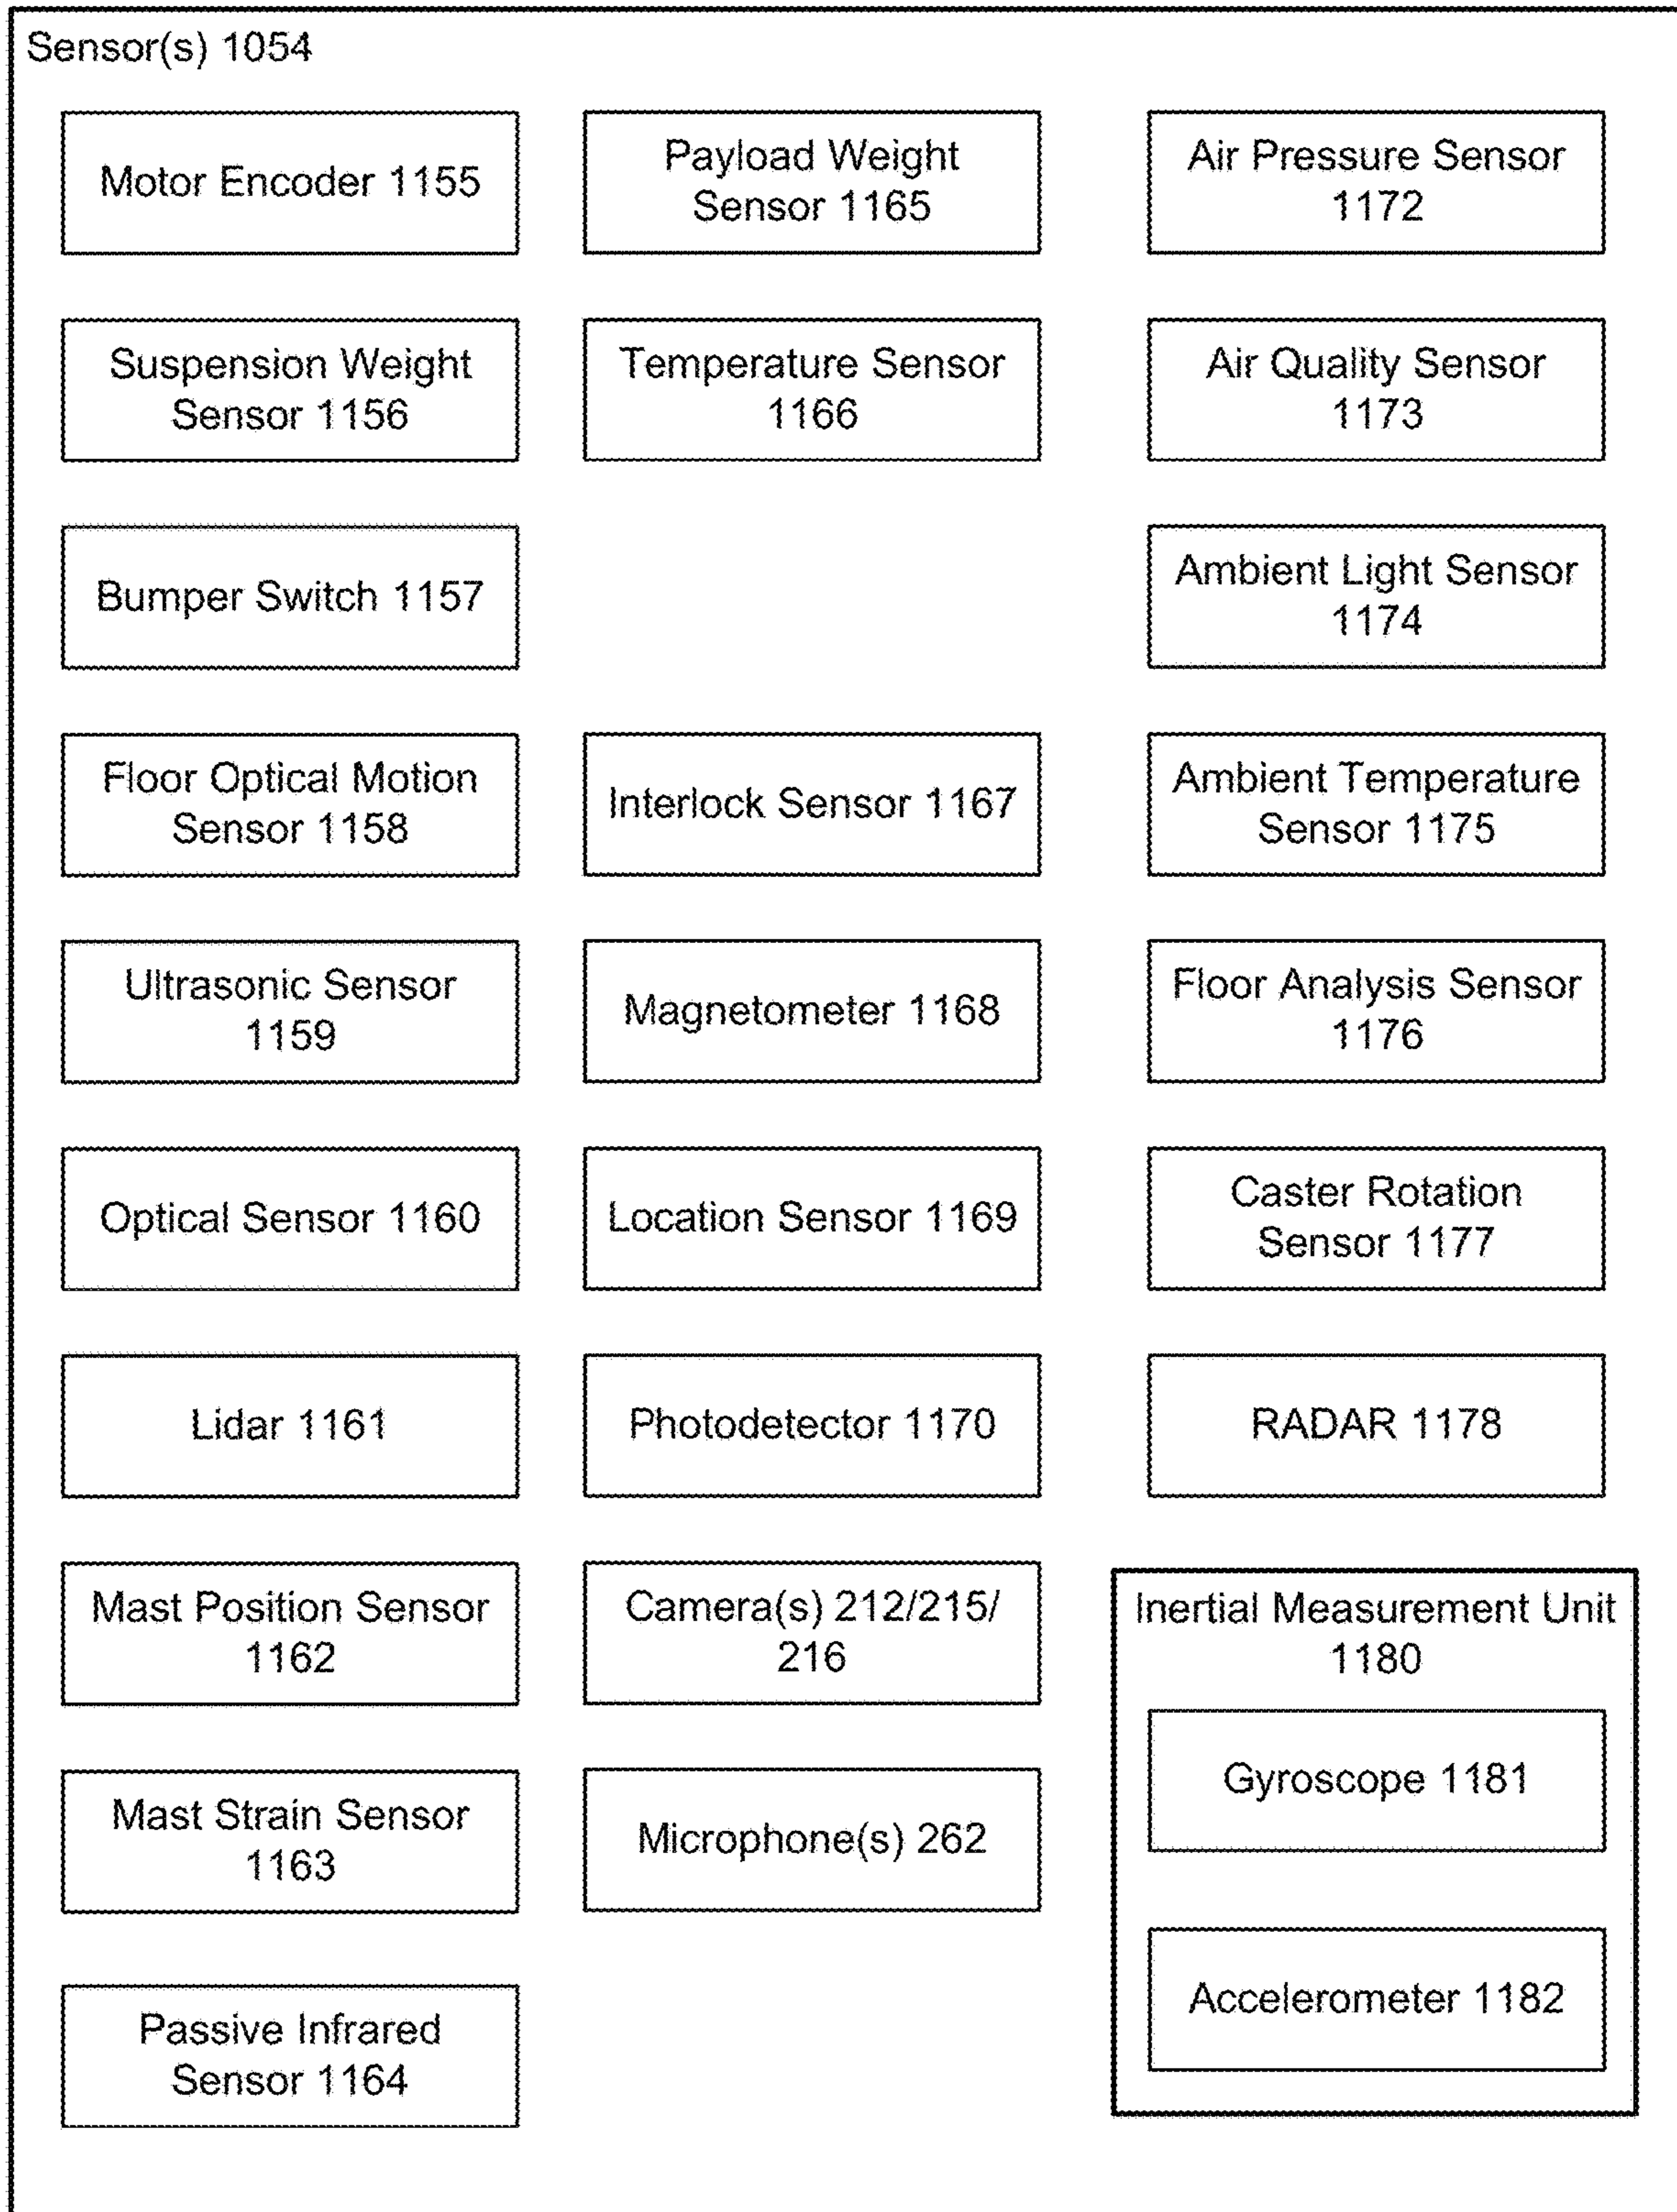 Sensor(s) 1054
Motor Encoder 1155
Suspension Weight
Sensor 1156
Bumper Switch 1157
Floor Optical Motion
Sensor 1158
Ultrasonic Sensor
1159
Optical Sensor 1160
Lidar 1161
Mast Position Sensor
1162
Mast Strain Sensor
1163
Passive Infrared
Sensor 1164
Payload Weight
Sensor 1165
Temperature Sensor
1166
Interlock Sensor 1167
Magnetometer 1168
Location Sensor 1169
Photodetector 1170
Camera(s) 212/215/
216
Microphone(s) 262
Air Pressure Sensor
1172
Air Quality Sensor
1173
Ambient Light Sensor
1174
Ambient Temperature
Sensor 1175
Floor Analysis Sensor
1176
Caster Rotation
Sensor 1177
RADAR 1178
Inertial Measurement Unit
1180
Gyroscope 1181
Accelerometer 1182